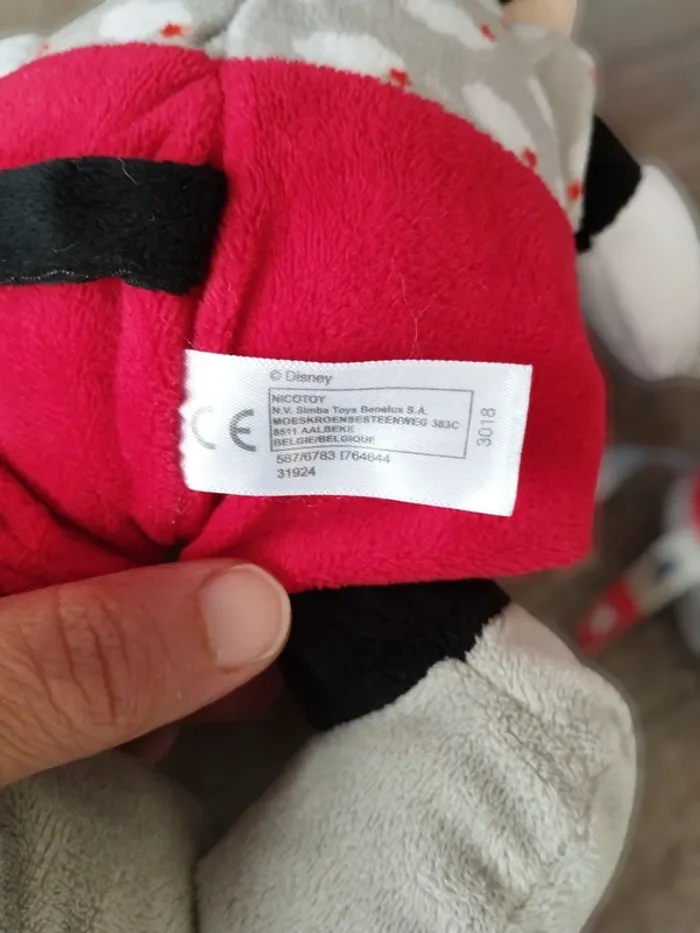 © Disney
CE
NICOTOY
N.V. Simba Toys Benelux S.A.
MOESKROENSESTEENWEG 383C
8511 AALBEKE
BELGIE/BELGIQUE
587/6783 I764644
31924
3018